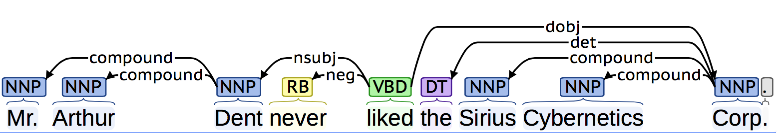 dobj
det
compound nsubj compound
compound neg compound
NNP NNP NNP RB VBD DT NNP NNP NNP .
Mr. Arthur Dent never liked the Sirius Cybernetics Corp.